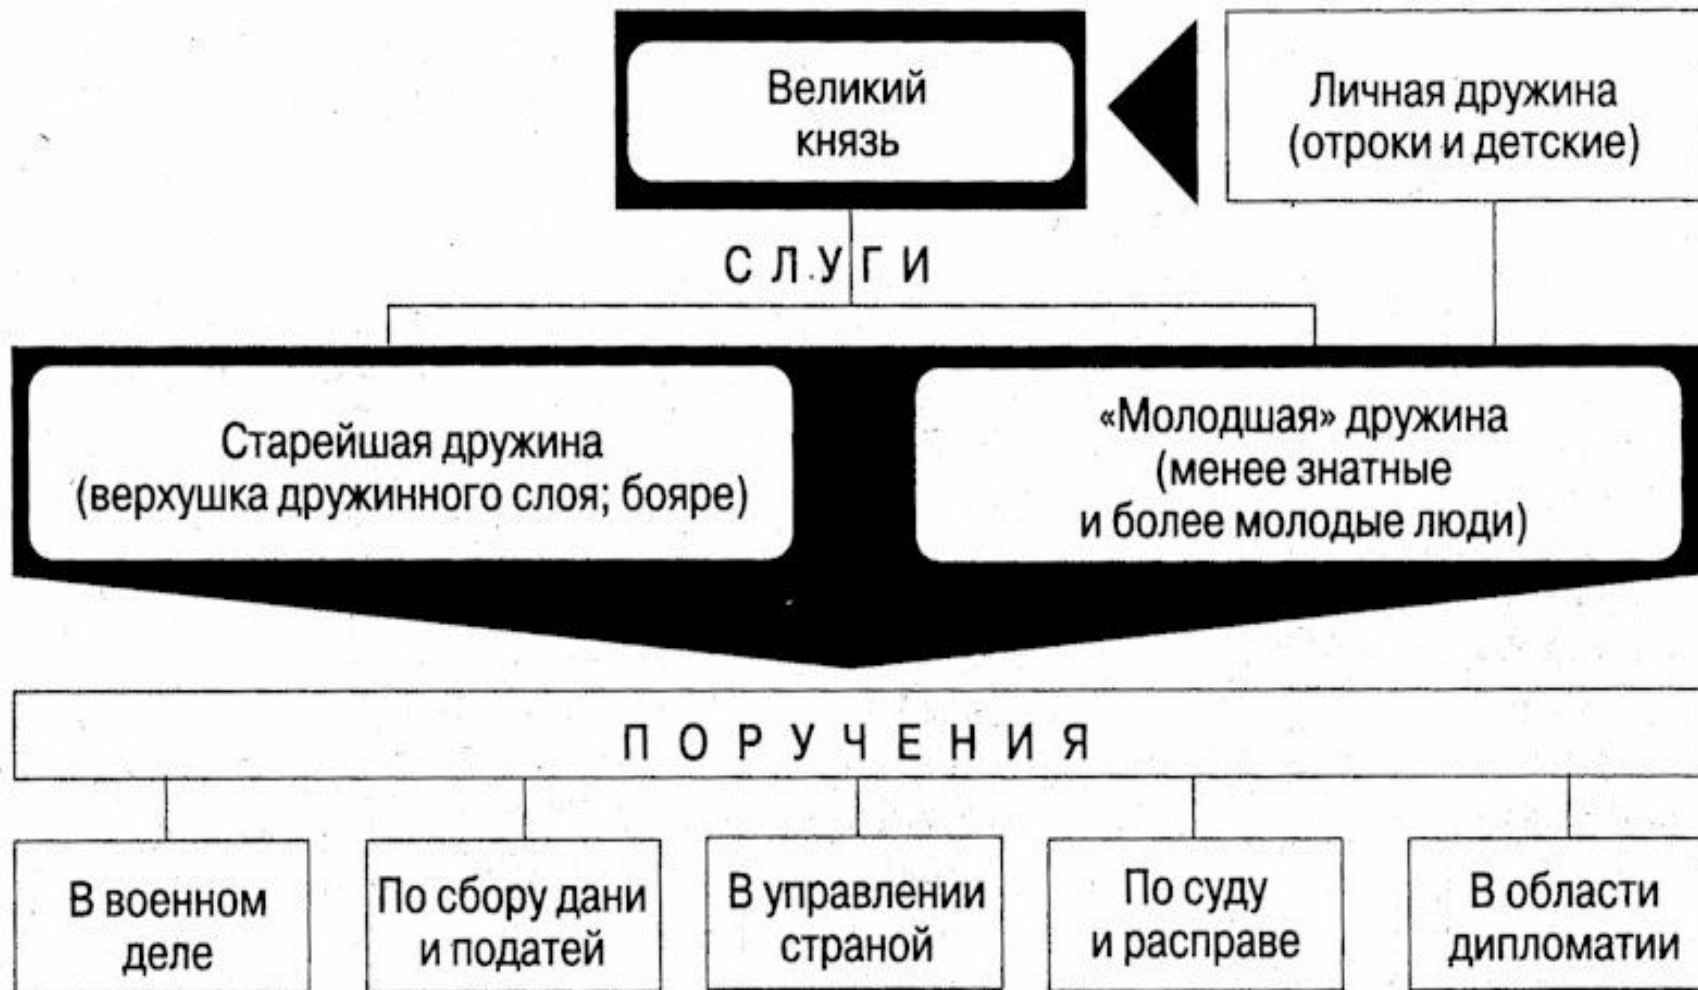 Великий
князь
Личная дружина
(отроки и детские)
СЛУГИ
Старейшая дружина
(верхушка дружинного слоя; бояре)
«Молодшая» дружина
(менее знатные
и более молодые люди)
ПОРУЧЕНИЯ
В военном
деле
По сбору дани
и податей
В управлении
страной
По суду
и расправе
В области
дипломатии